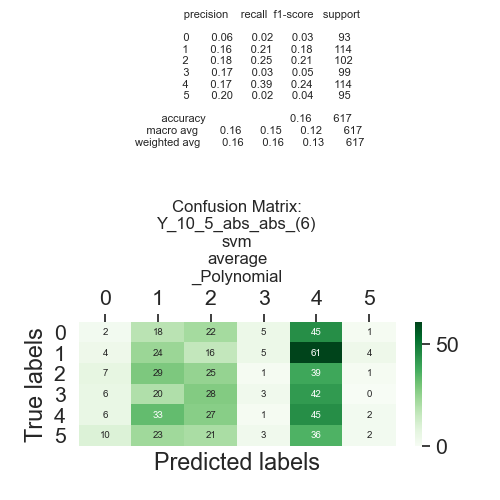 precision recall f1-score support
0 0.06 0.02 0.03 93
1 0.16 0.21 0.18 114
2 0.18 0.25 0.21 102
3 0.17 0.03 0.05 99
4 0.17 0.39 0.24 114
5 0.20 0.02 0.04 95
accuracy 0.16 617
macro avg 0.16 0.15 0.12 617
weighted avg 0.16 0.16 0.13 617
Confusion Matrix:
Y_10_5_abs_abs_(6)
svm
average
_Polynomial
0 1 2 3 4 5
0 2 18 22 5 45 1
1 4 24 16 5 61 4
2 7 29 25 1 39 1
3 6 20 28 3 42 0
4 6 33 27 1 45 2
5 10 23 21 3 36 2
True labels
Predicted labels
50
0